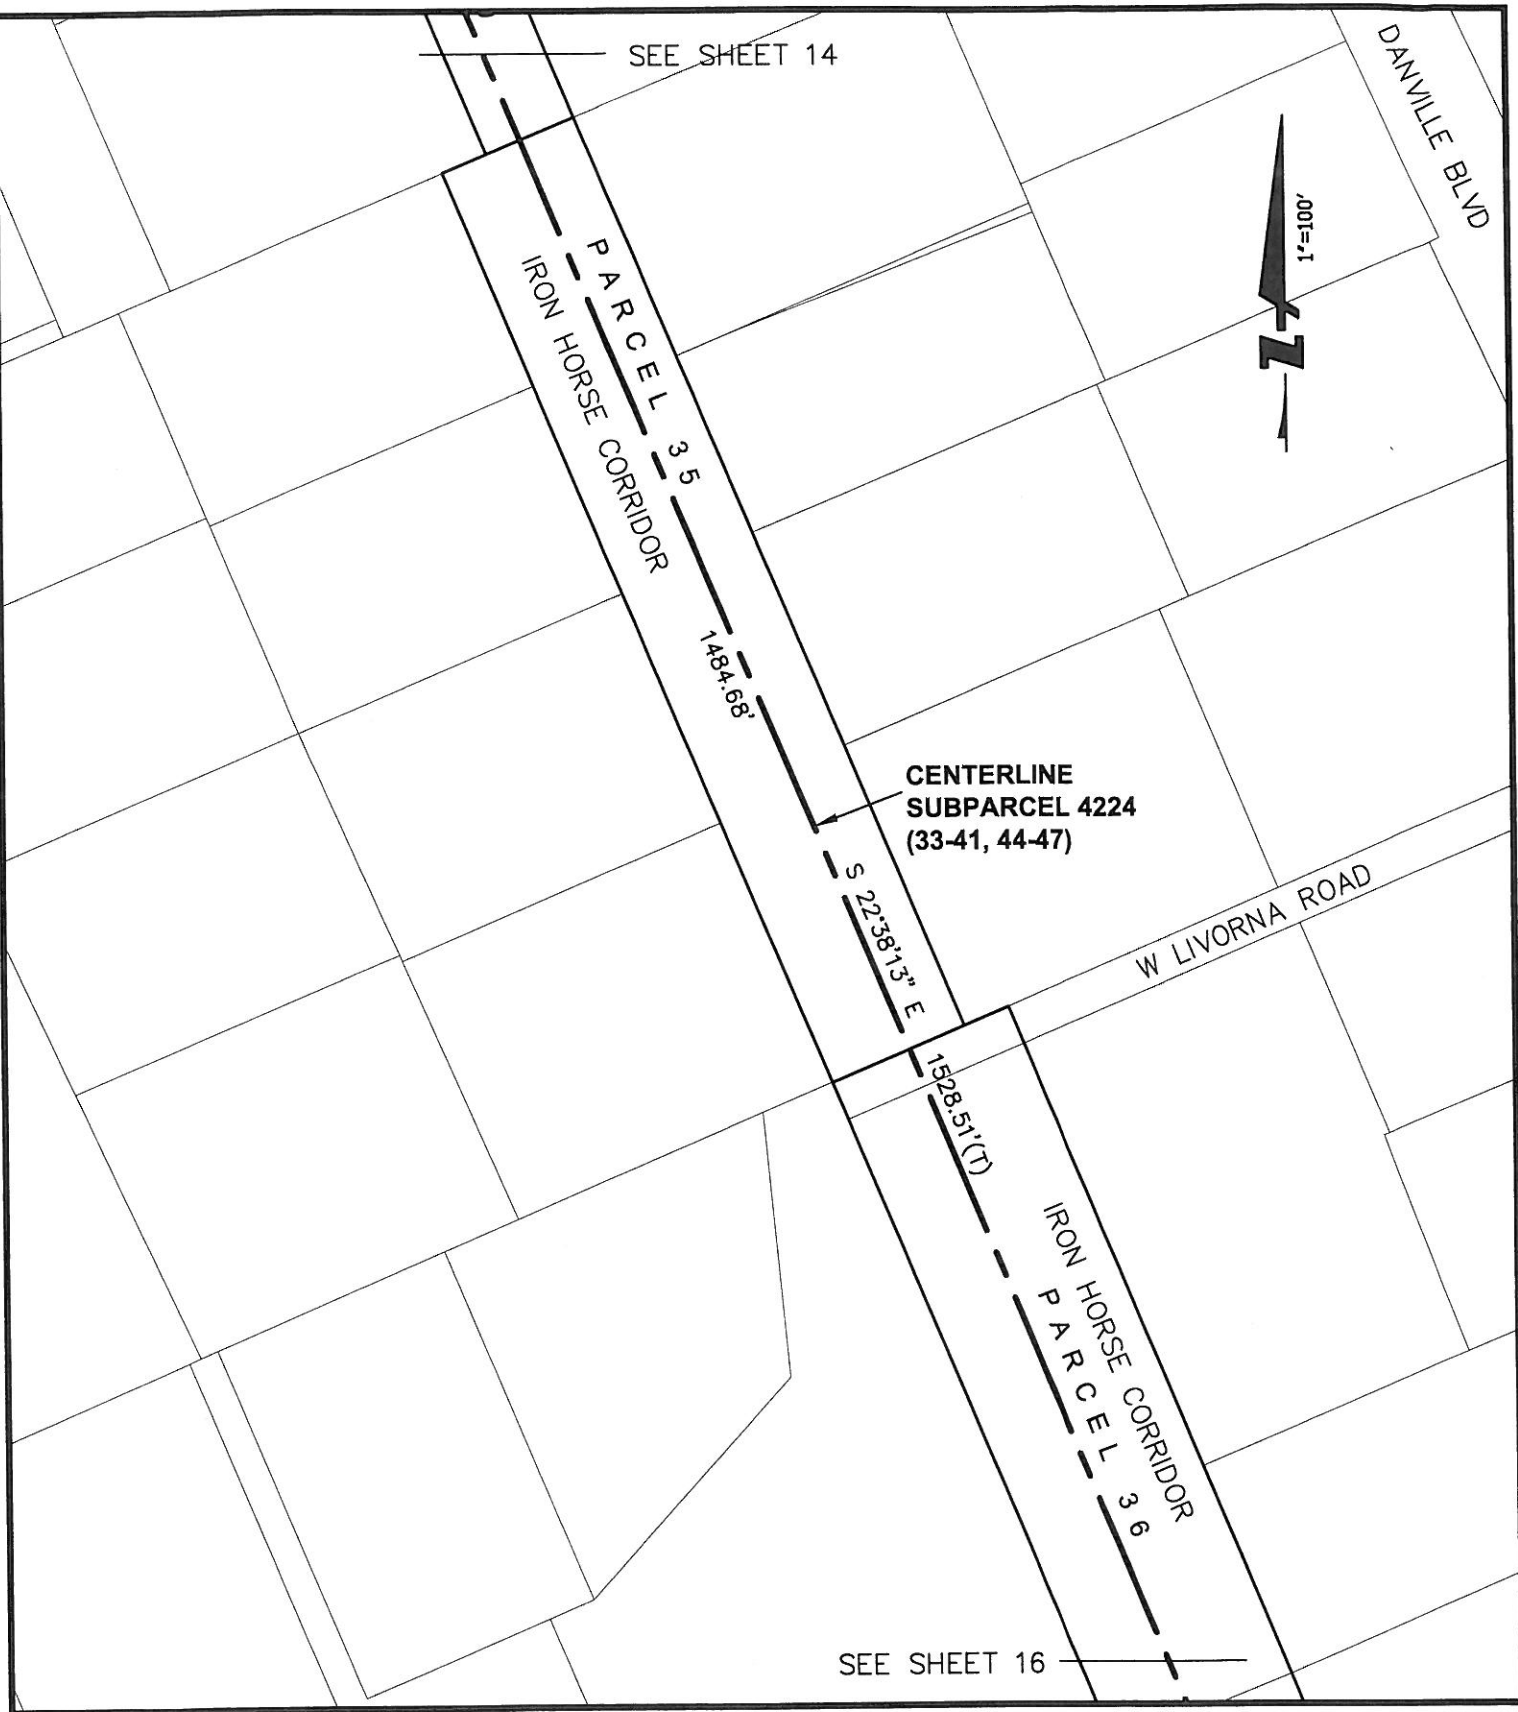 SEE SHEET 14
DANVILLE BLVD
1"=100'
N
PARCEL 35
IRON HORSE CORRIDOR
1484.68'
CENTERLINE
SUBPARCEL 4224
(33-41, 44-47)
S 22°38'13" E
W LIVORNA ROAD
1528.51'(T)
IRON HORSE CORRIDOR
PARCEL 36
SEE SHEET 16